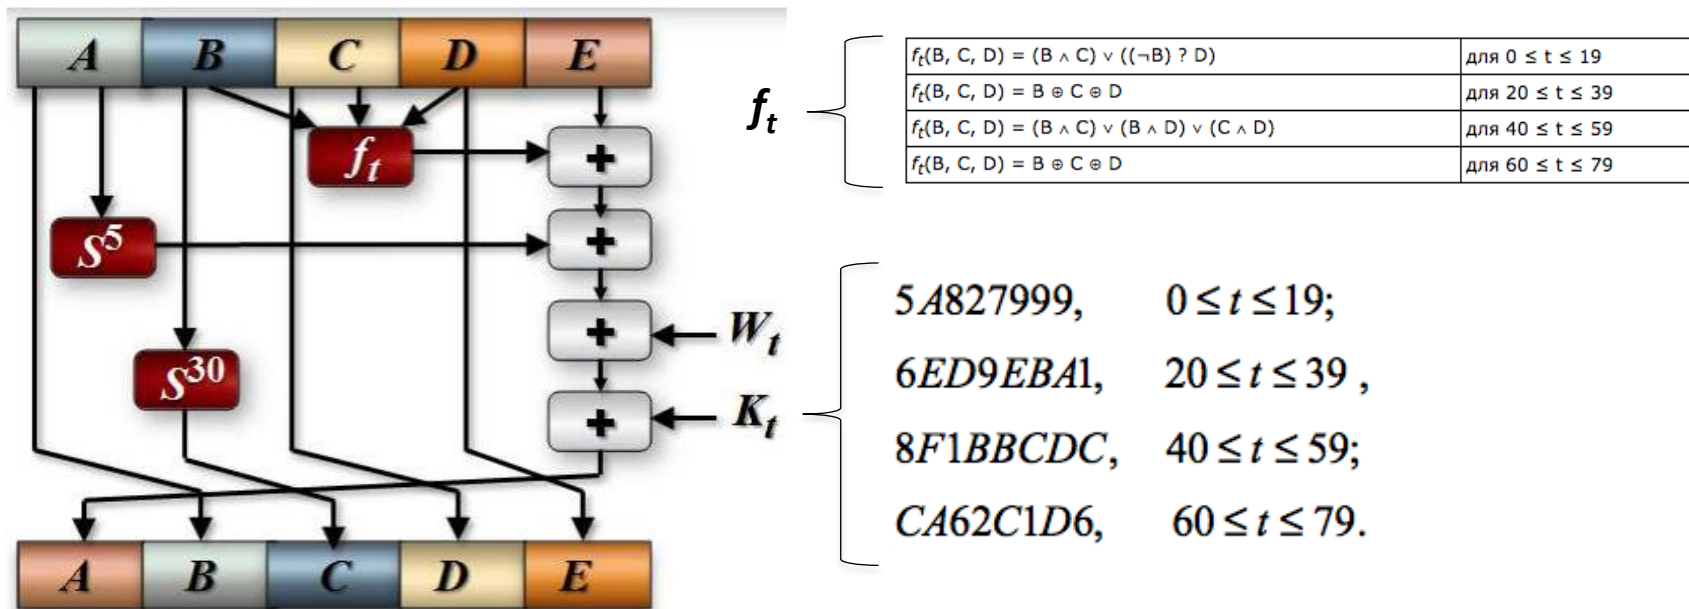 A B C D E
f_t
+
S^5
+
+
W_t
S^30
+
K_t
A B C D E
f_t
f_t(B, C, D) = (B ∧ C) ∨ ((¬B) ? D) для 0 ≤ t ≤ 19
f_t(B, C, D) = B ⊕ C ⊕ D для 20 ≤ t ≤ 39
f_t(B, C, D) = (B ∧ C) ∨ (B ∧ D) ∨ (C ∧ D) для 40 ≤ t ≤ 59
f_t(B, C, D) = B ⊕ C ⊕ D для 60 ≤ t ≤ 79
5A827999, 0 ≤ t ≤ 19;
6ED9EBA1, 20 ≤ t ≤ 39 ,
8F1BBCDC, 40 ≤ t ≤ 59;
CA62C1D6, 60 ≤ t ≤ 79.